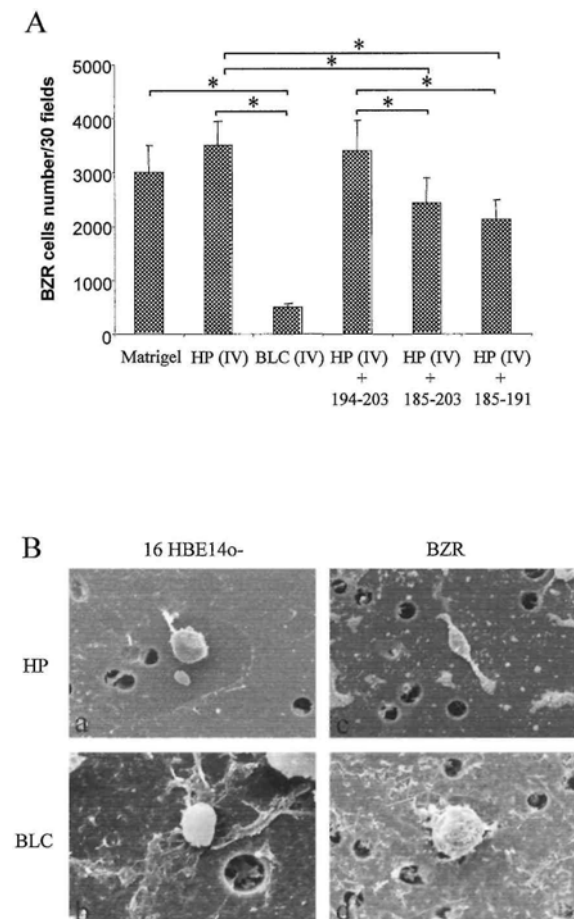 A
BZR cells number/30 fields
5000
4000
3000
2000
1000
0
* * *
* * * *
Matrigel HP (IV) BLC (IV) HP (IV) HP (IV) HP (IV)
+ + +
194-203 185-203 185-191
B
16 HBE14o- BZR
HP
a c
BLC
b d